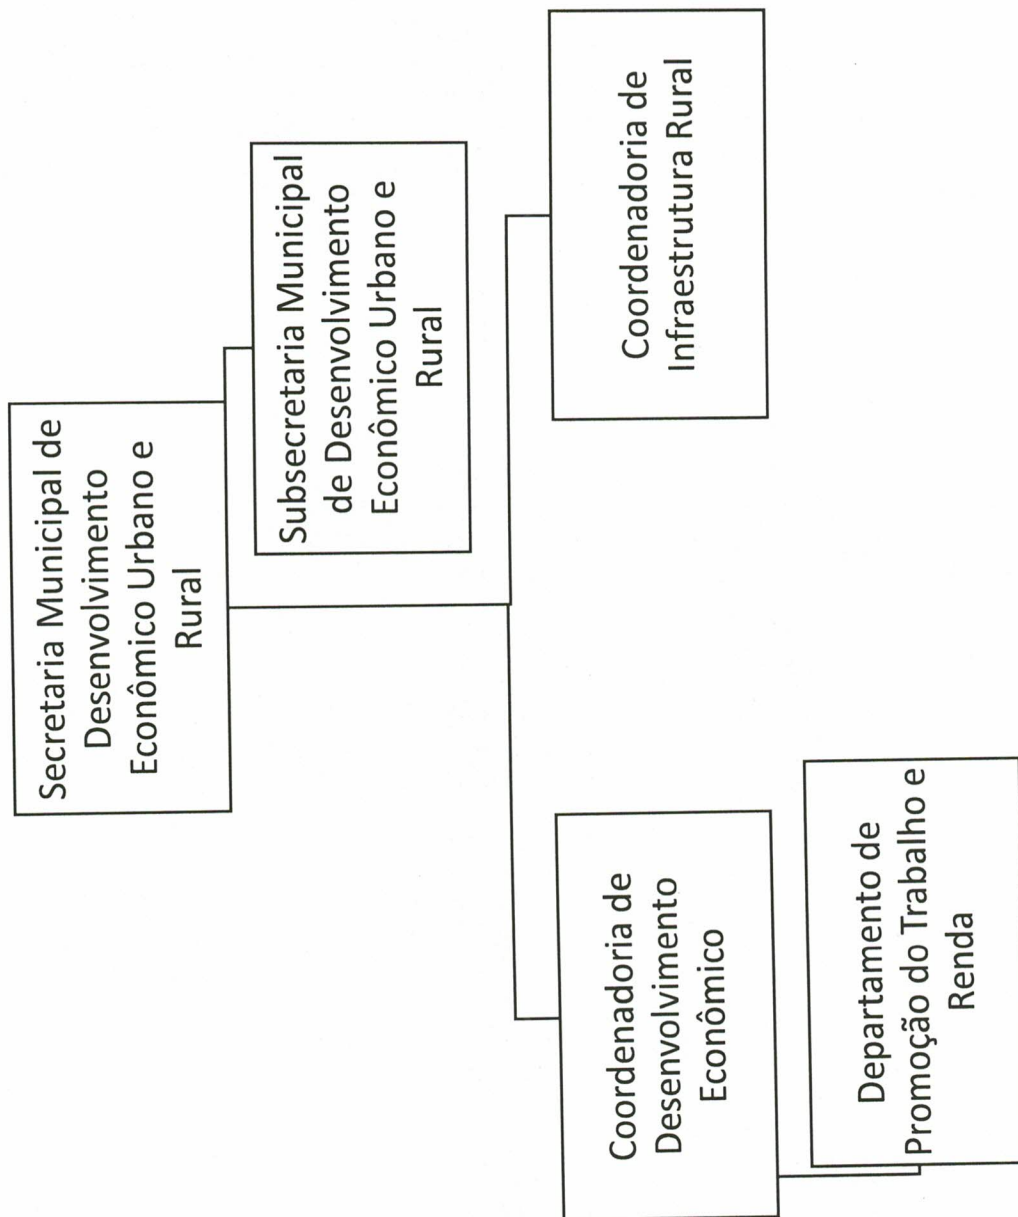 Secretaria Municipal de
Desenvolvimento
Econômico Urbano e
Rural
Subsecretaria Municipal
de Desenvolvimento
Econômico Urbano e
Rural
Coordenadoria de
Desenvolvimento
Econômico
Coordenadoria de
Infraestrutura Rural
Departamento de
Promoção do Trabalho e
Renda